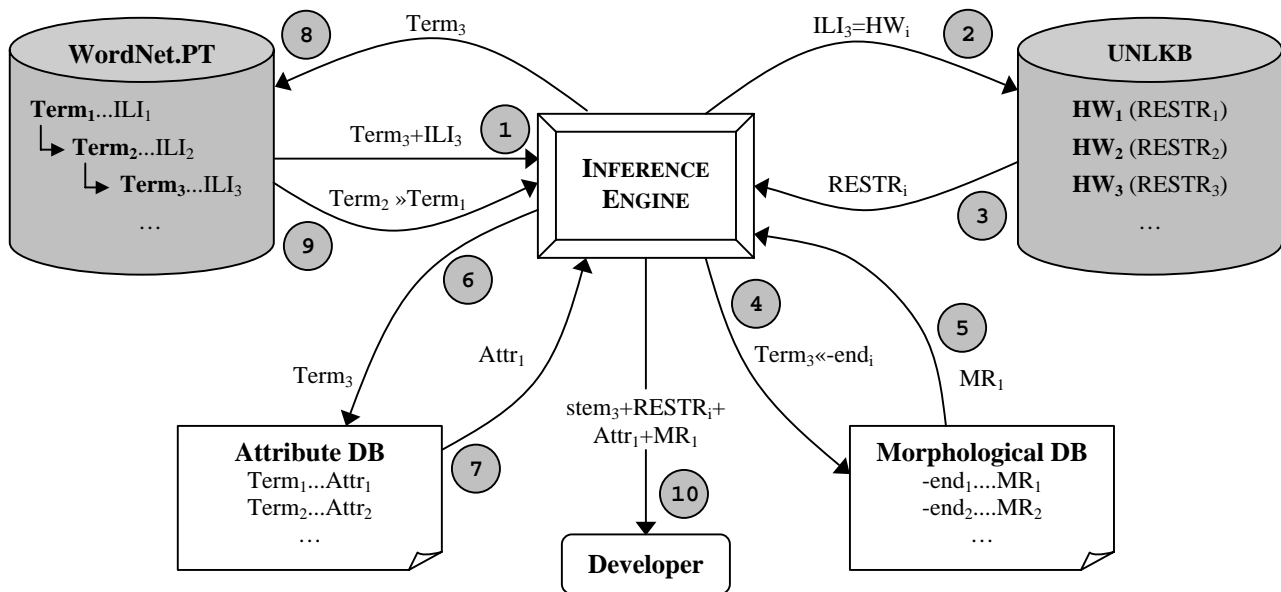 WordNet.PT
Term₁...ILI₁
Term₂...ILI₂
Term₃...ILI₃
…
8
Term₃
1
Term₃+ILI₃
Term₂ »Term₁
9
INFERENCE
ENGINE
ILI₃=HWᵢ
2
UNLKB
HW₁ (RESTR₁)
HW₂ (RESTR₂)
HW₃ (RESTR₃)
…
RESTRᵢ
3
6
Term₃
Attr₁
7
4
Term₃«-endᵢ
5
MR₁
stem₃+RESTRᵢ+
Attr₁+MR₁
10
Attribute DB
Term₁...Attr₁
Term₂...Attr₂
…
Developer
Morphological DB
-end₁....MR₁
-end₂....MR₂
…